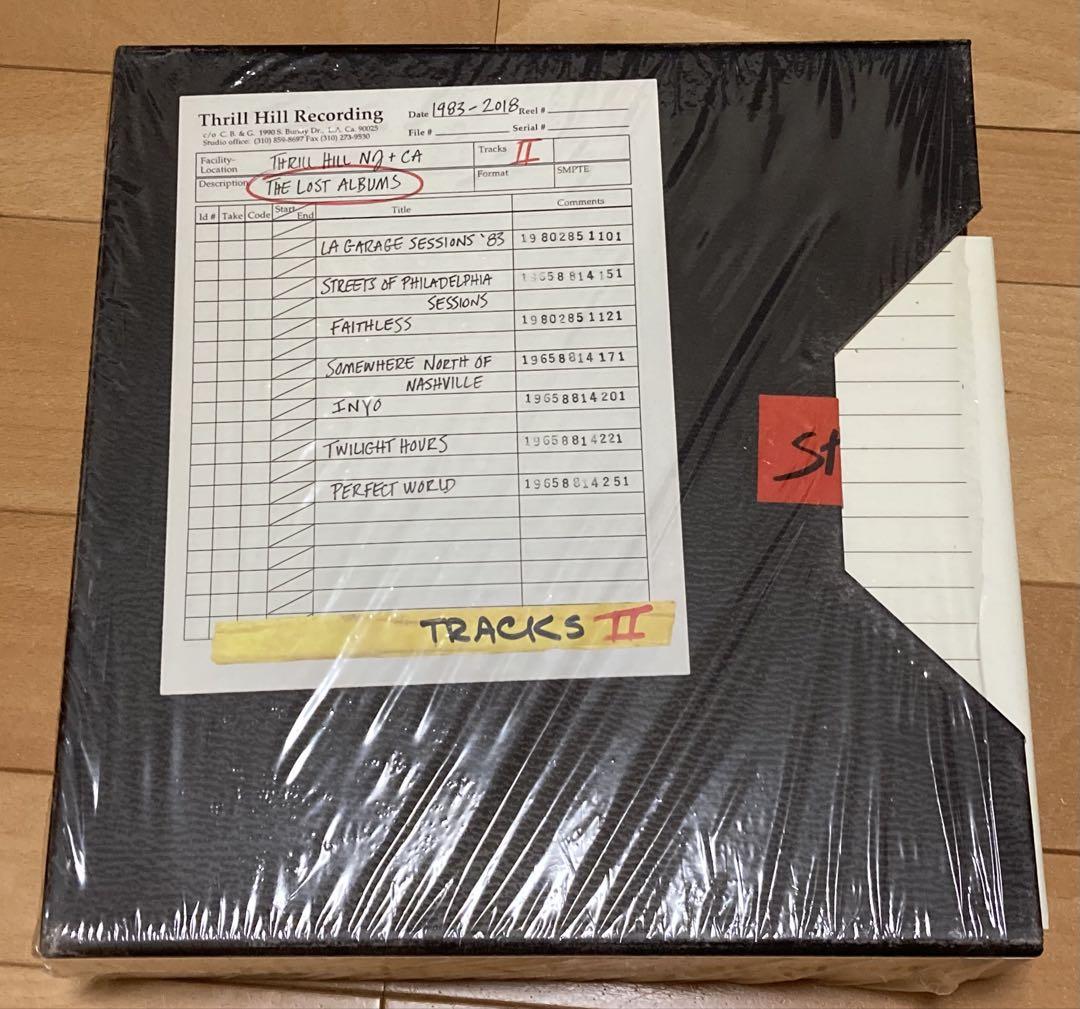 Thrill Hill Recording
c/o C. B. & G. 1990 S. Bundy Dr., L.A. Ca. 90025
Studio office: (310) 859-8697 Fax (310) 273-9530
Date 1983-2018 Reel #
File # Serial #
Facility-Location THRILL HILL NJ + CA Tracks II
Description THE LOST ALBUMS Format SMPTE
Id # Take Code Start End Title Comments
LA GARAGE SESSIONS '83 19802851101
STREETS OF PHILADELPHIA SESSIONS 19658814151
FAITHLESS 19802851121
SOMEWHERE NORTH OF NASHVILLE 19658814171
INYO 19658814201
TWILIGHT HOURS 19658814221
PERFECT WORLD 19658814251
TRACKS II